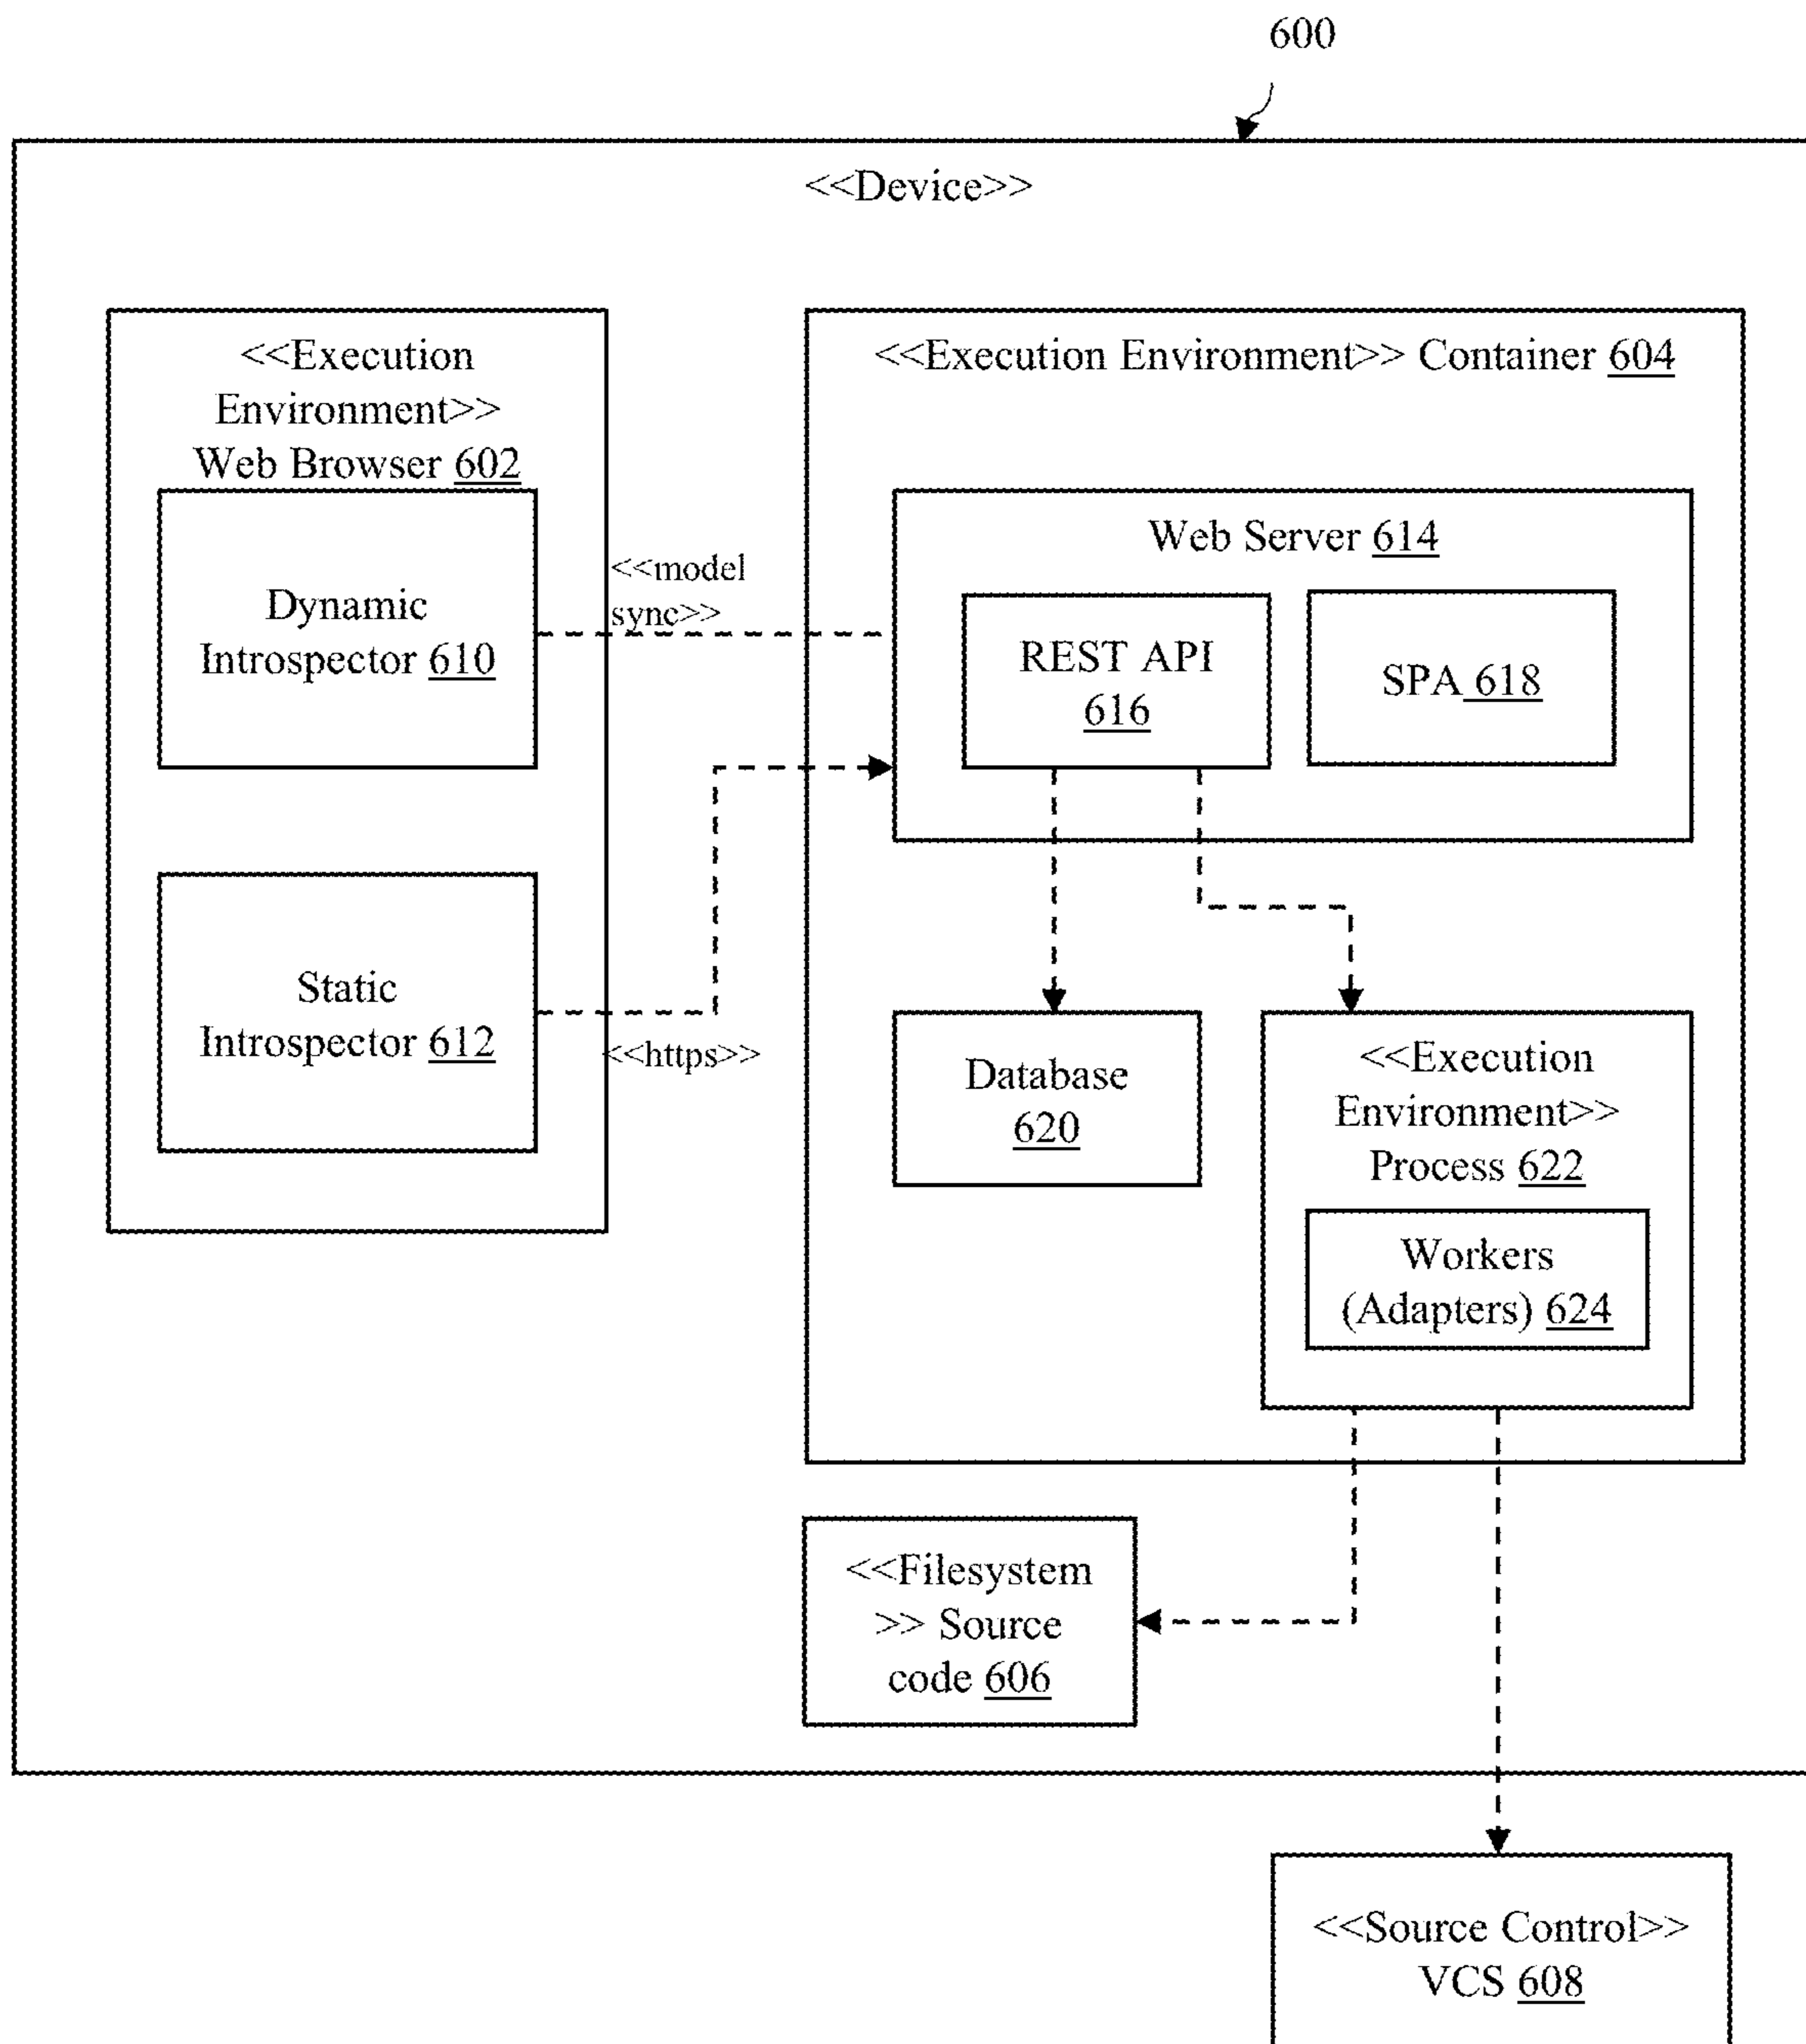 600
<<Device>>
<<Execution
Environment>>
Web Browser 602
Dynamic
Introspector 610
Static
Introspector 612
<<model
sync>>
<<https>>
<<Execution Environment>> Container 604
Web Server 614
REST API
616
SPA 618
Database
620
<<Execution
Environment>>
Process 622
Workers
(Adapters) 624
<<Filesystem
>> Source
code 606
<<Source Control>>
VCS 608